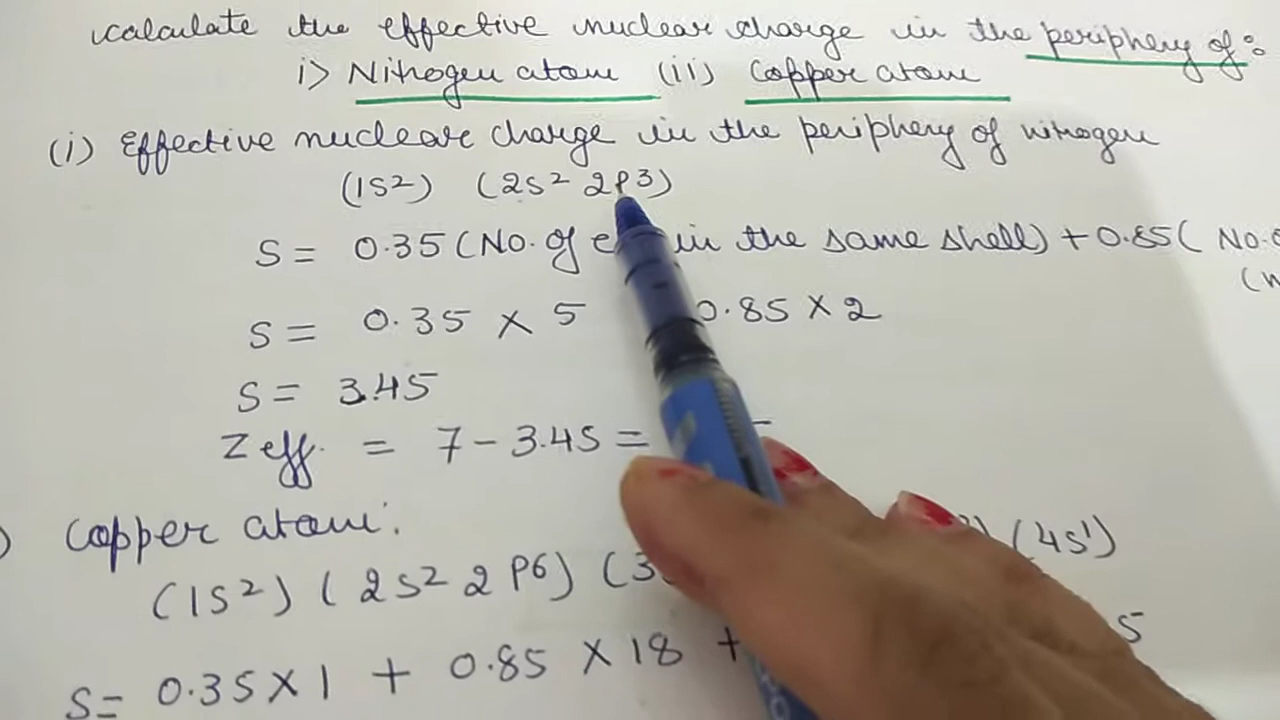 calculate the effective nuclear charge in the periphery of:
i) Nitrogen atom (ii) Copper atom
(i) Effective nuclear charge in the periphery of nitrogen
(1S²) (2S² 2P3)
S = 0.35 (No. of in the same shell) + 0.85 ( No.
S = 0.35 × 5 0.85 × 2
S = 3.45
Zeff. = 7 - 3.45 =
) Copper atom:
(1S²) (2S² 2P6) (3 (4S¹)
5
S = 0.35 × 1 + 0.85 × 18 +